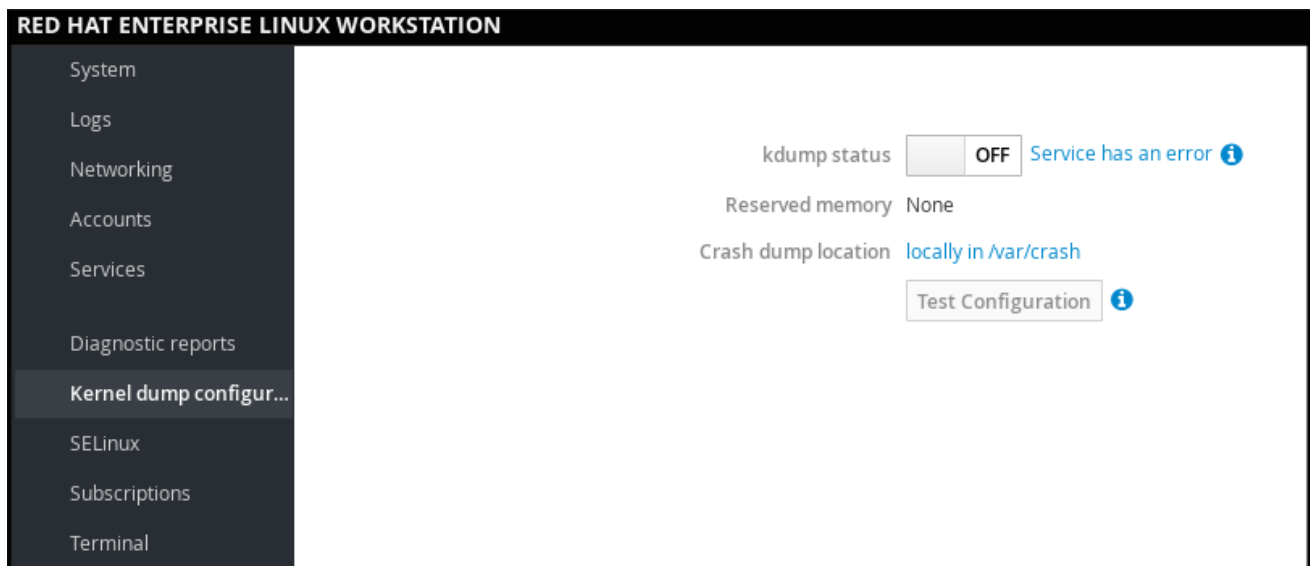 RED HAT ENTERPRISE LINUX WORKSTATION
System
Logs
Networking
Accounts
Services
Diagnostic reports
Kernel dump configur...
SELinux
Subscriptions
Terminal
kdump status OFF Service has an error
Reserved memory None
Crash dump location locally in /var/crash
Test Configuration